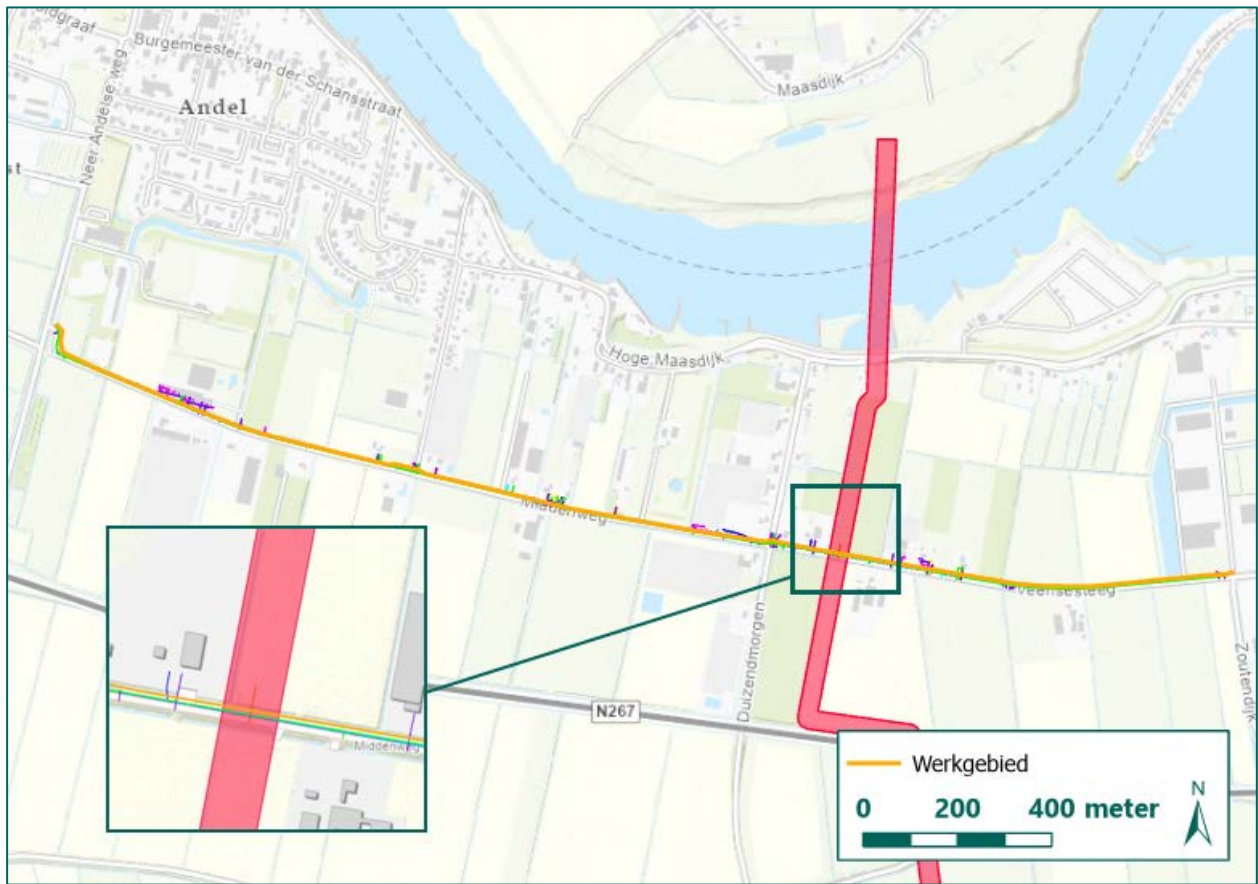 Burgemeester van der Schansstraat
Maasdijk
Andel
Neer Andelse weg
st
Hoge Maasdijk
Middenweg
Veensesteeg
Duizendmorgen
Zoutendijk
N267
Middenweg
Werkgebied
N
0 200 400 meter